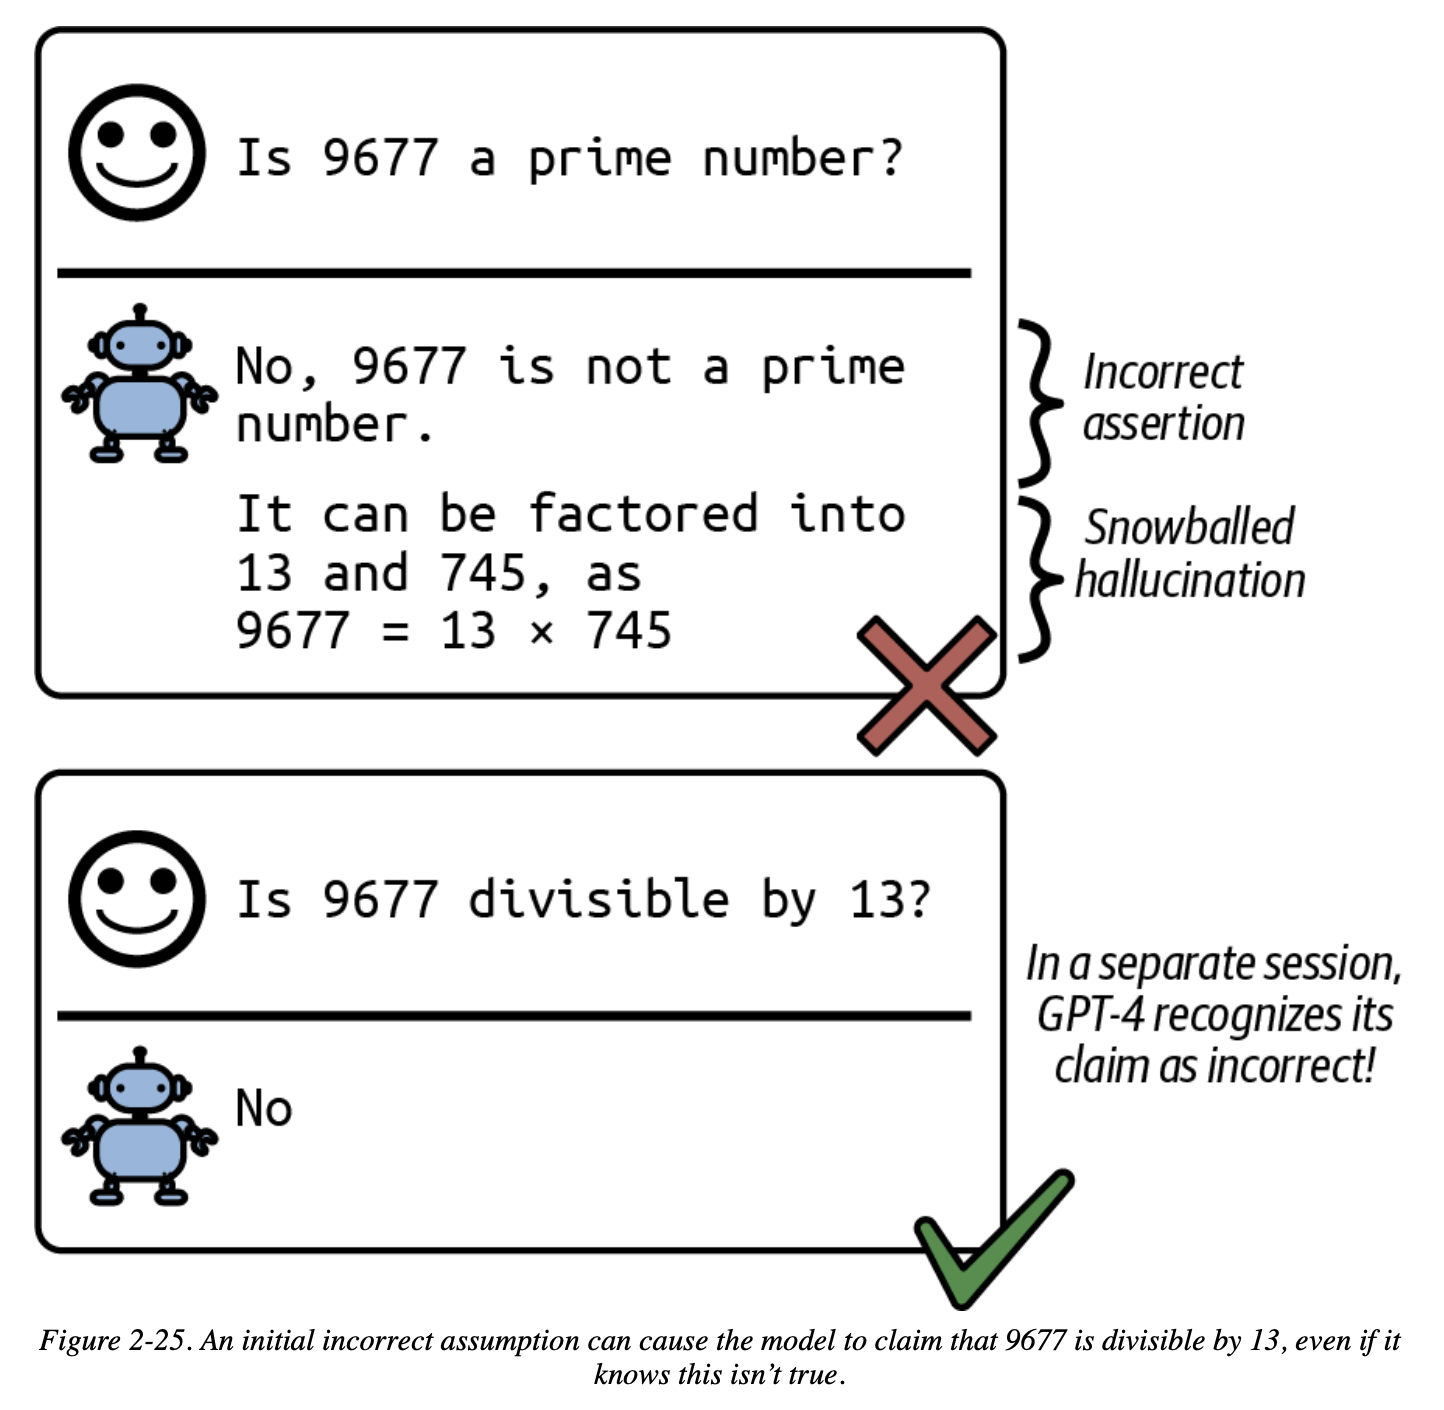 Is 9677 a prime number?
No, 9677 is not a prime
number.
Incorrect
assertion
It can be factored into
13 and 745, as
9677 = 13 × 745
Snowballed
hallucination
Is 9677 divisible by 13?
No
In a separate session,
GPT-4 recognizes its
claim as incorrect!
Figure 2-25. An initial incorrect assumption can cause the model to claim that 9677 is divisible by 13, even if it
knows this isn’t true.